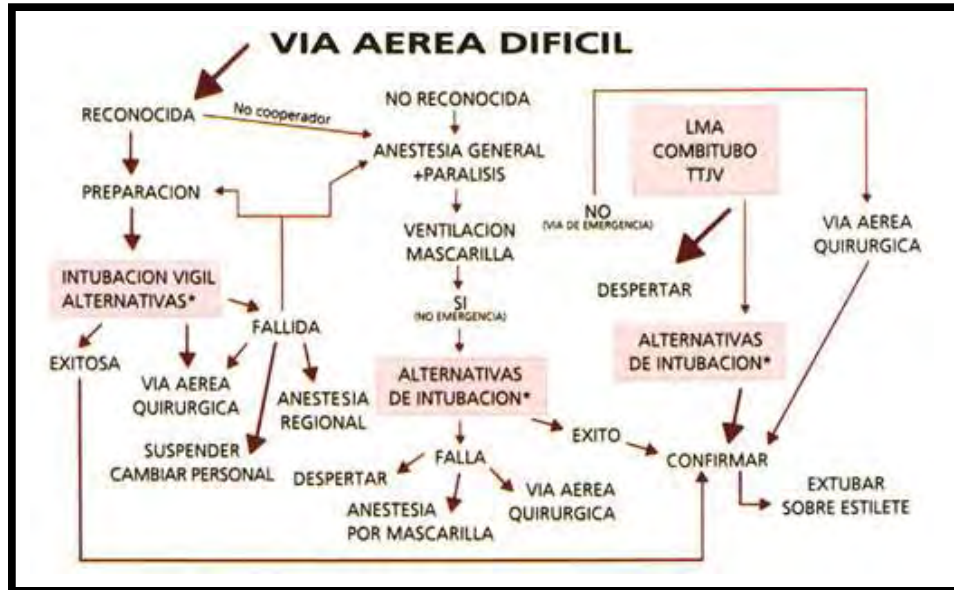 VIA AEREA DIFICIL
RECONOCIDA
No cooperador
PREPARACION
INTUBACION VIGIL
ALTERNATIVAS*
EXITOSA
FALLIDA
VIA AEREA
QUIRURGICA
ANESTESIA
REGIONAL
SUSPENDER
CAMBIAR PERSONAL
NO RECONOCIDA
ANESTESIA GENERAL
+PARALISIS
VENTILACION
MASCARILLA
SI
(NO EMERGENCIA)
ALTERNATIVAS
DE INTUBACION*
EXITO
FALLA
DESPERTAR
ANESTESIA
POR MASCARILLA
VIA AEREA
QUIRURGICA
NO
(VIA DE EMERGENCIA)
LMA
COMBITUBO
TTJV
DESPERTAR
ALTERNATIVAS
DE INTUBACION*
VIA AEREA
QUIRURGICA
CONFIRMAR
EXTUBAR
SOBRE ESTILETE